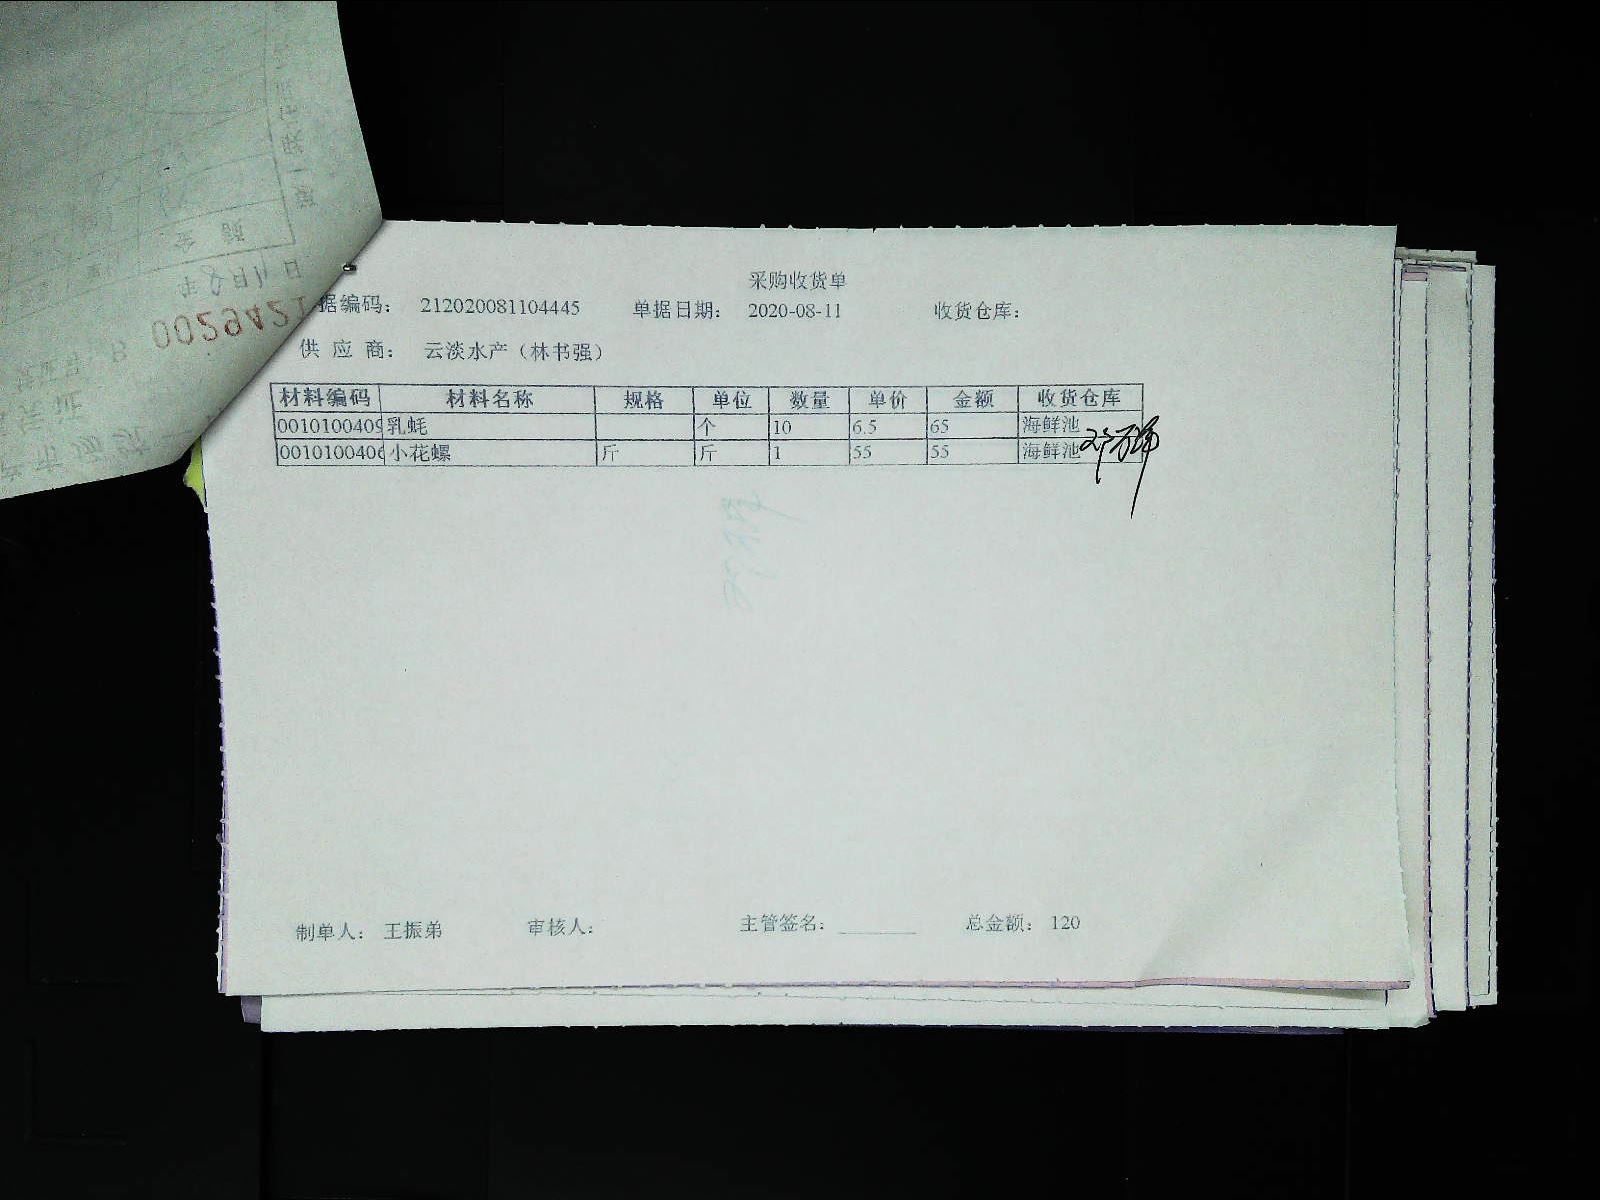 采购收货单
据编码： 212020081104445 单据日期： 2020-08-11 收货仓库：
供 应 商： 云淡水产（林书强）
材料编码 材料名称 规格 单位 数量 单价 金额 收货仓库
0010100409 乳蚝 个 10 6.5 65 海鲜池
0010100406 小花螺 斤 斤 1 55 55 海鲜池
制单人： 王振弟 审核人： 主管签名： 总金额： 120
0029421